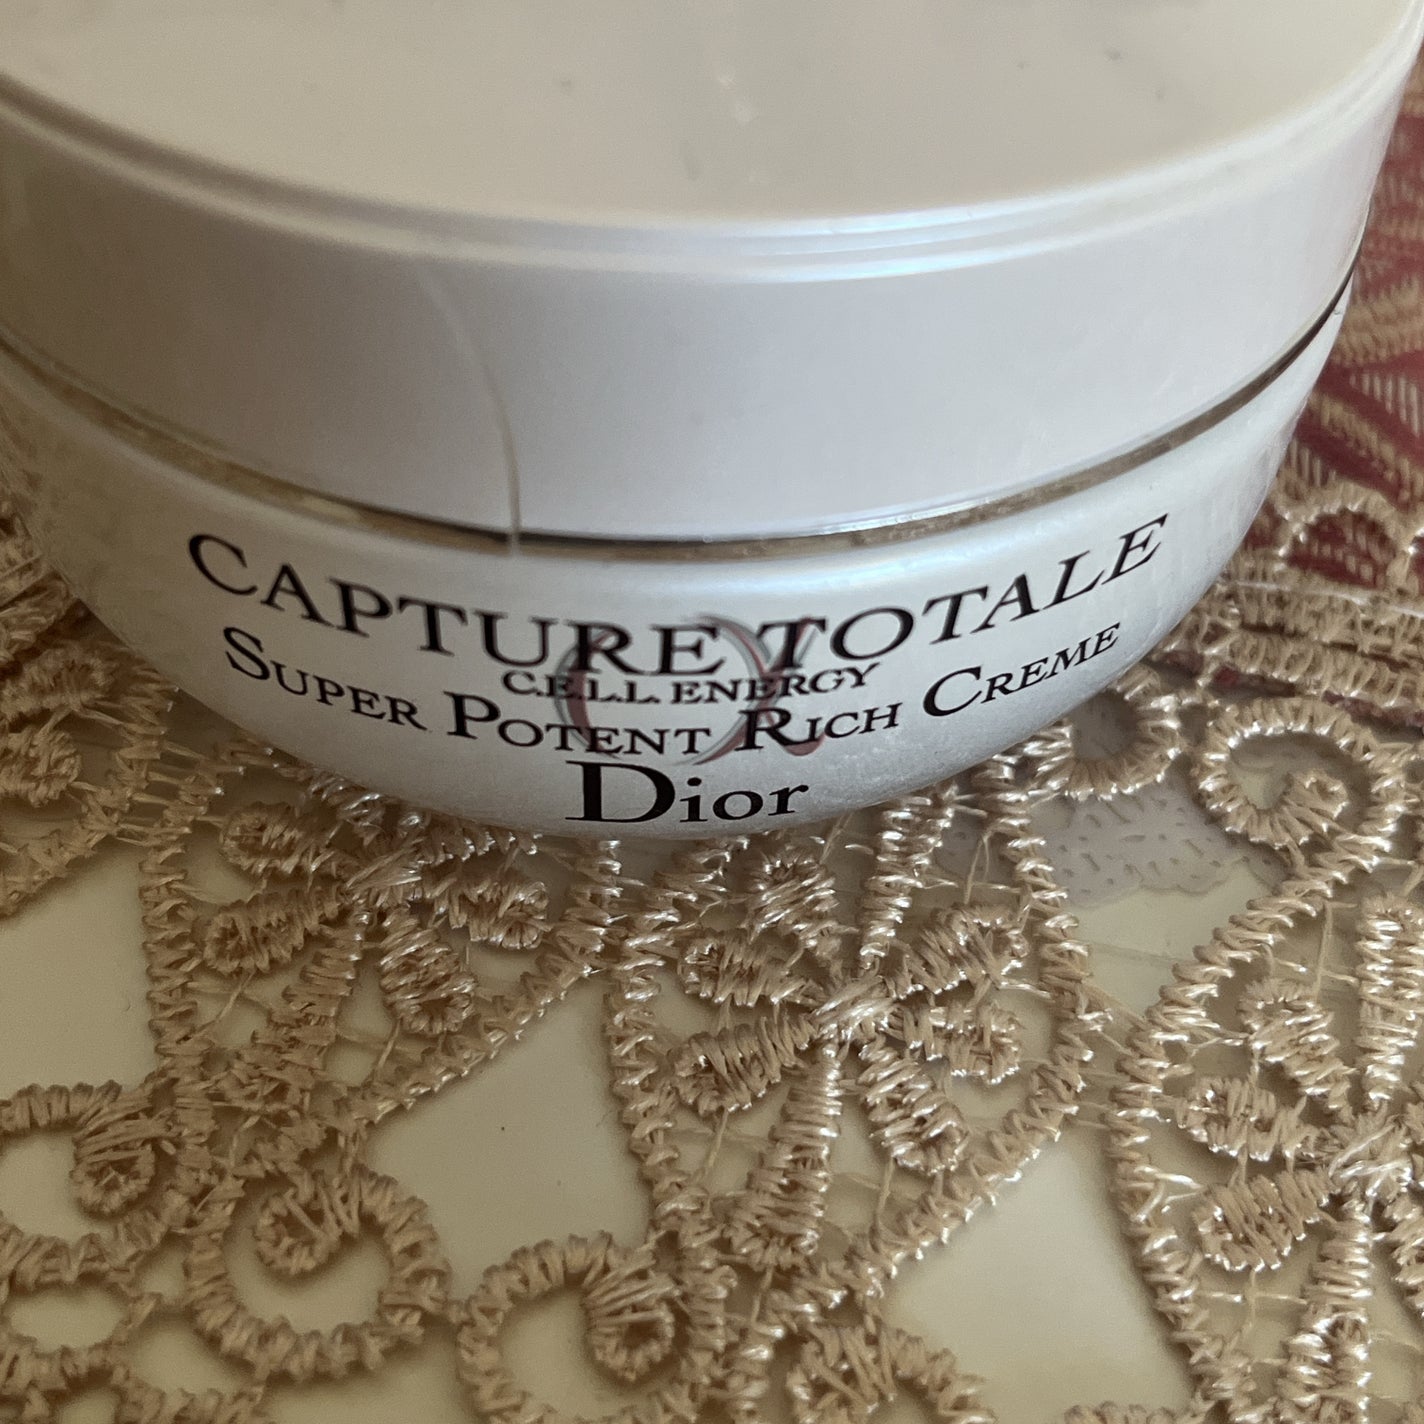 CAPTURE TOTALE
C.E.L.L. ENERGY
SUPER POTENT RICH CREME
Dior